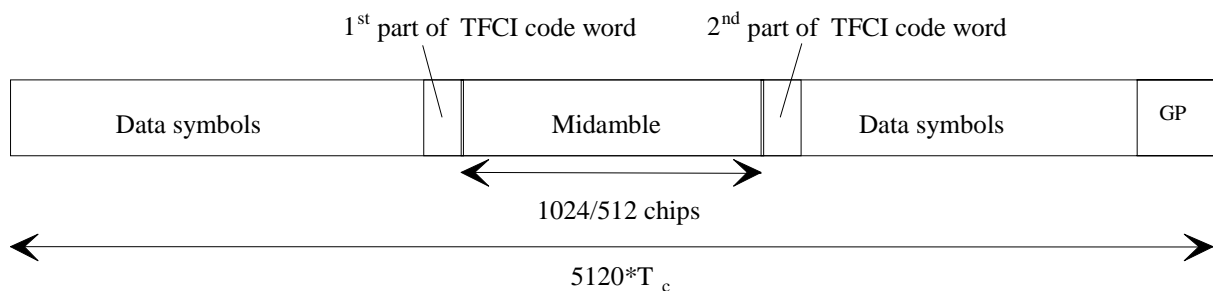 1st part of TFCI code word
2nd part of TFCI code word
Data symbols
Midamble
Data symbols
GP
1024/512 chips
5120*T c